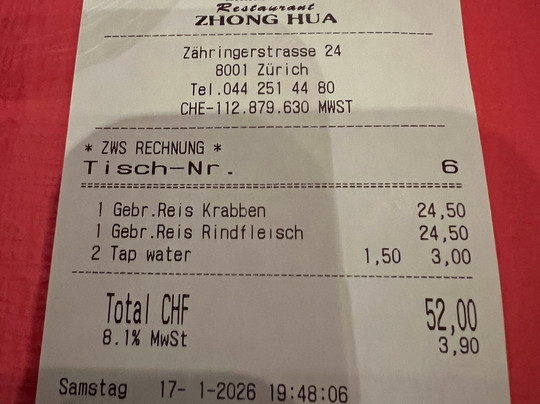 Restaurant
ZHONG HUA
Zähringerstrasse 24
8001 Zürich
Tel.044 251 44 80
CHE-112.879.630 MWST
* ZWS RECHNUNG *
Tisch-Nr. 6
1 Gebr.Reis Krabben 24,50
1 Gebr.Reis Rindfleisch 24,50
2 Tap water 1,50 3,00
Total CHF 52,00
8.1% MwSt 3,90
Samstag 17- 1-2026 19:48:06